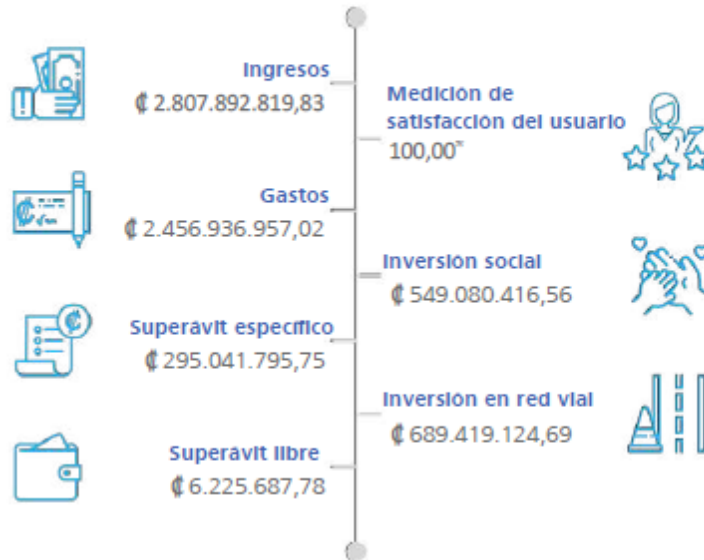 Ingresos
₡ 2.807.892.819,83
Gastos
₡ 2.456.936.957,02
Superávit específico
₡ 295.041.795,75
Superávit libre
₡ 6.225.687,78
Medición de
satisfacción del usuario
100,00*
Inversión social
₡ 549.080.416,56
Inversión en red vial
₡ 689.419.124,69